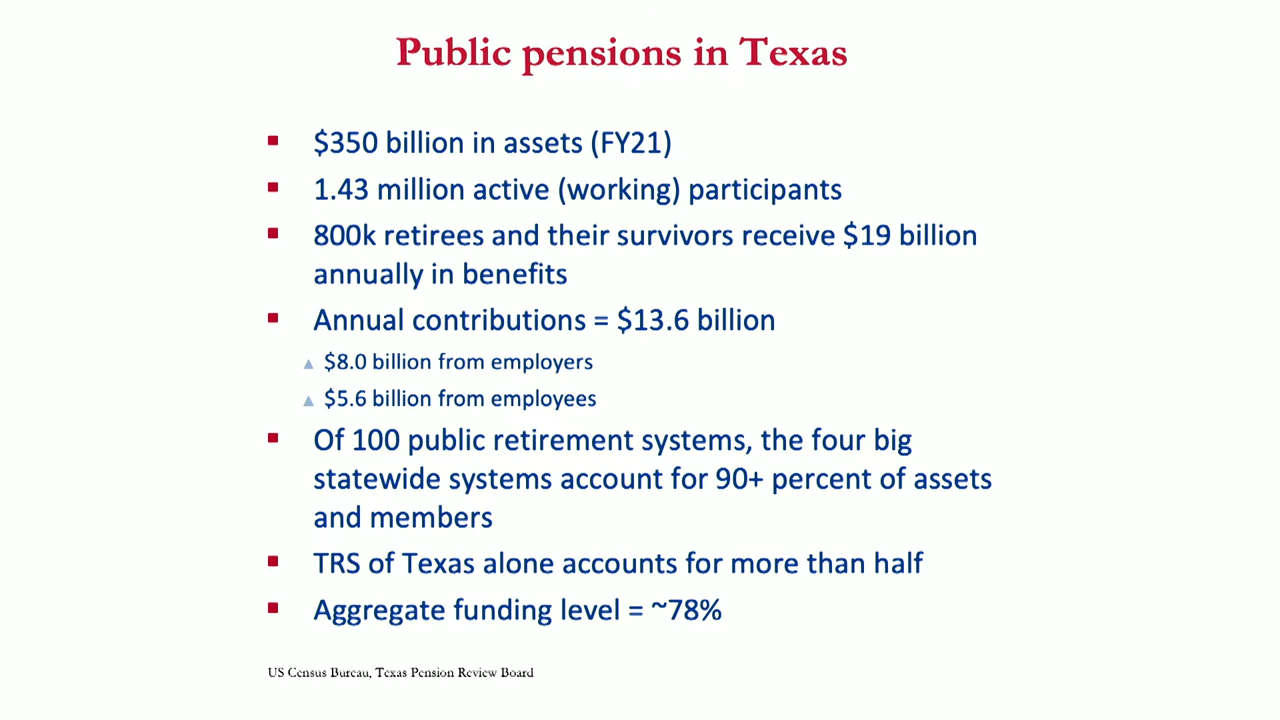 Public pensions in Texas
$350 billion in assets (FY21)
1.43 million active (working) participants
800k retirees and their survivors receive $19 billion
annually in benefits
Annual contributions = $13.6 billion
$8.0 billion from employers
$5.6 billion from employees
Of 100 public retirement systems, the four big
statewide systems account for 90+ percent of assets
and members
TRS of Texas alone accounts for more than half
Aggregate funding level = ~78%
US Census Bureau, Texas Pension Review Board